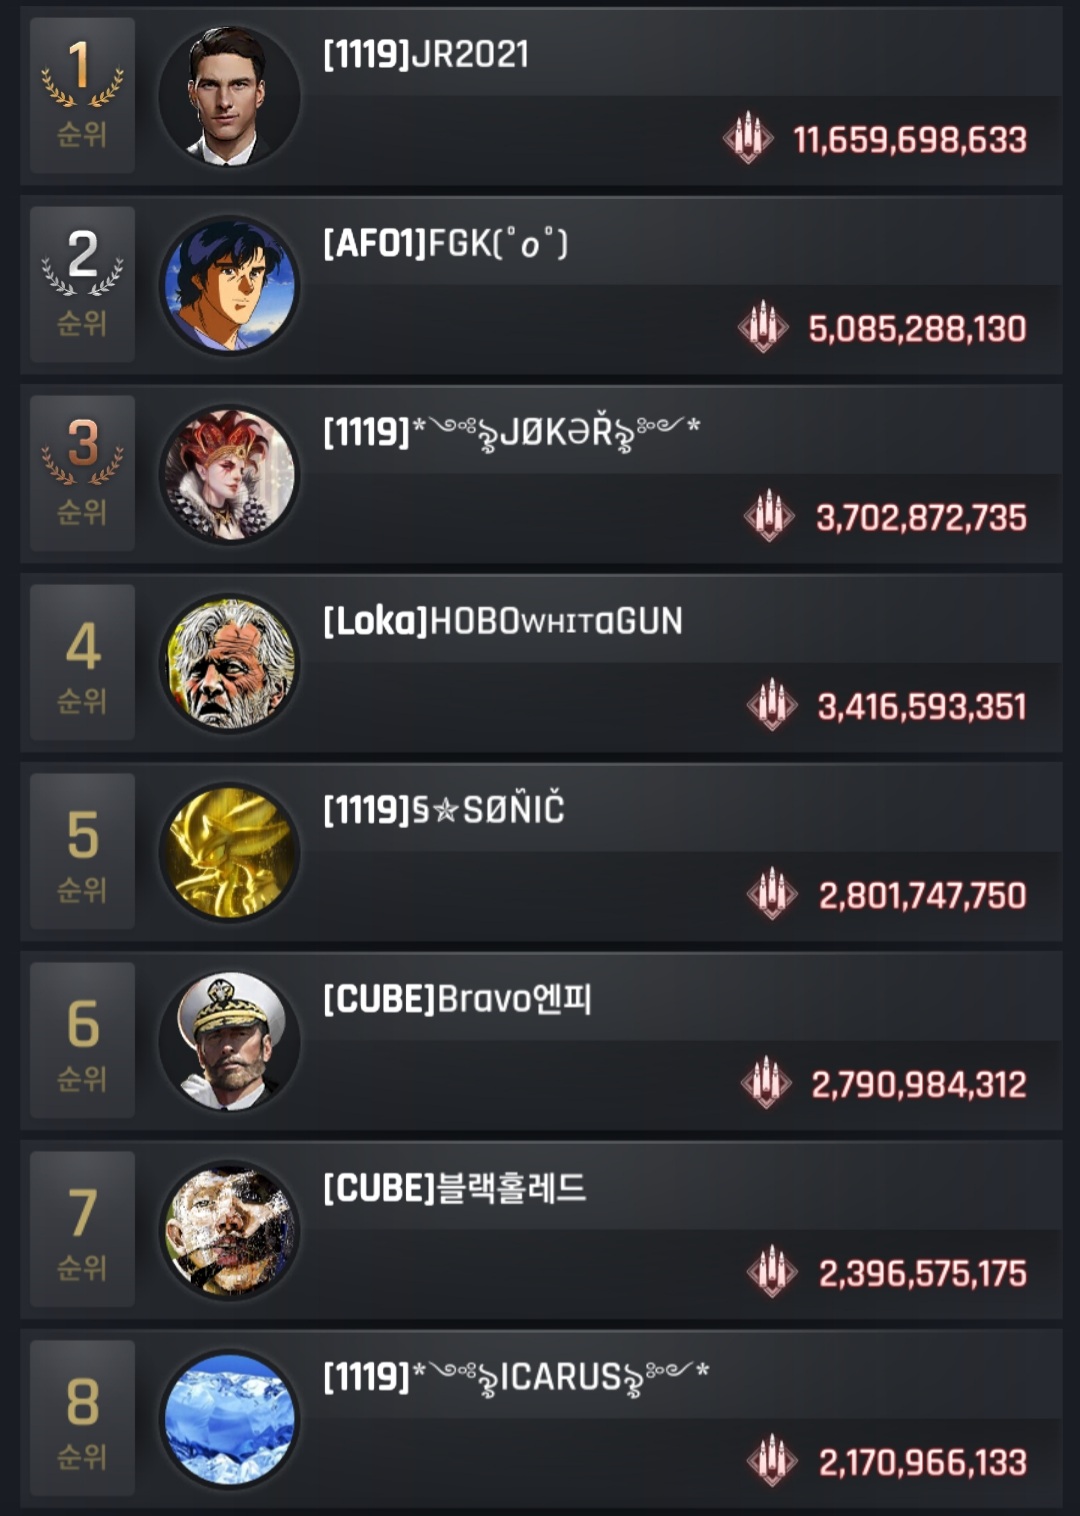 1
순위
[1119]JR2021
11,659,698,633
2
순위
[AFO1]FGK(˚ o ˚)
5,085,288,130
3
순위
[1119]*࿐ঌJØKƏŘঌ࿐*
3,702,872,735
4
순위
[Loka]HOBOᴡʜɪᴛɑGUN
3,416,593,351
5
순위
[1119]§✯SØÑIČ
2,801,747,750
6
순위
[CUBE]Bravo엔피
2,790,984,312
7
순위
[CUBE]블랙홀레드
2,396,575,175
8
순위
[1119]*࿐ঌICARUSঌ࿐*
2,170,966,133